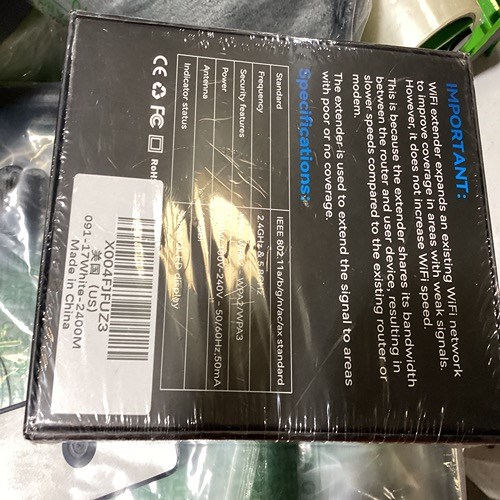 IMPORTANT:
WiFi extender expands an existing WiFi network
to improve coverage in areas with weak signals.
However, it does not increase WiFi speed.
This is because the extender shares its bandwidth
between the router and user device, resulting in
slower speeds compared to the existing router or
modem.
The extender is used to extend the signal to areas
with poor or no coverage.
Specifications:
Standard IEEE 802.11a/b/g/n/ac/ax standard
Frequency 2.4GHz & 5.8GHz
Security features WPA2/WPA3
Power 240V~ 50/60Hz,50mA
Antenna
Indicator status LED display
CE FC RoH
X004FJFUZ3
美国 (US)
091-17White-2400M
Made in China